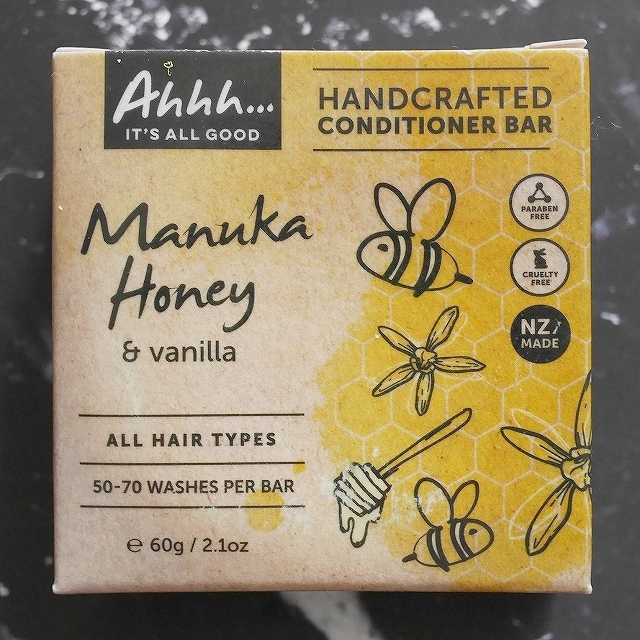 Ahhh...
IT'S ALL GOOD
HANDCRAFTED
CONDITIONER BAR
Manuka
Honey
& vanilla
PARABEN
FREE
CRUELTY
FREE
NZ/
MADE
ALL HAIR TYPES
50-70 WASHES PER BAR
℮ 60g / 2.1oz